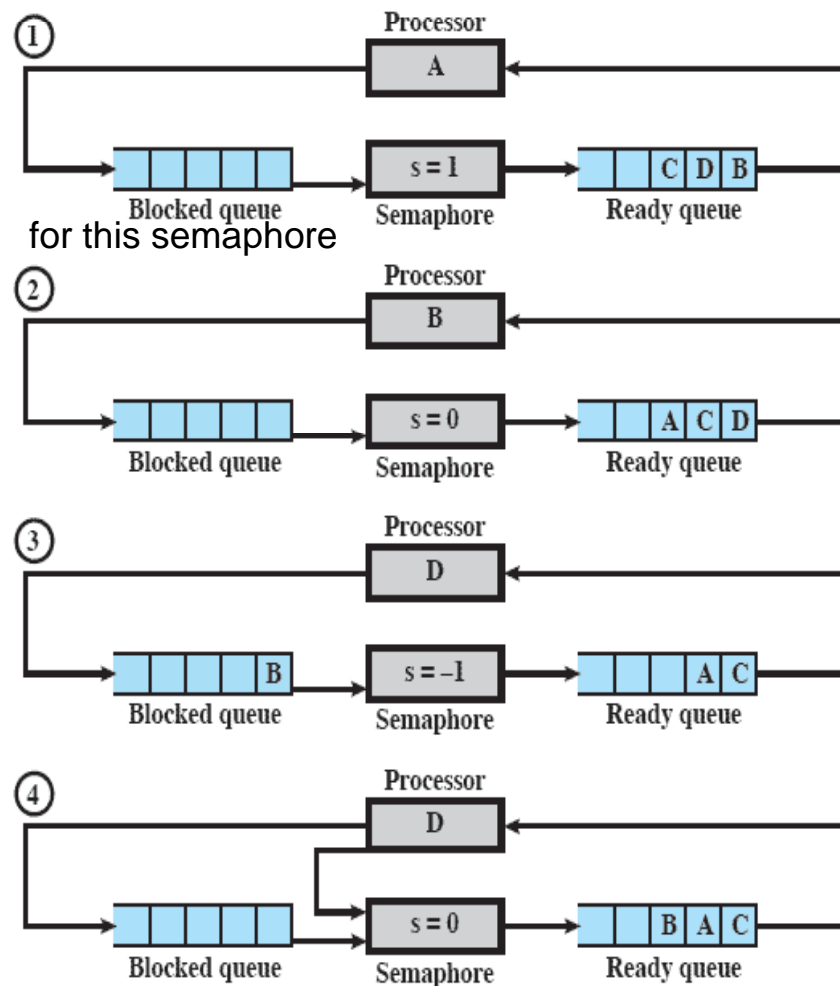 1
Processor
A
s = 1
C D B
Blocked queue
Semaphore
Ready queue
for this semaphore
2
Processor
B
s = 0
A C D
Blocked queue
Semaphore
Ready queue
3
Processor
D
B
s = –1
A C
Blocked queue
Semaphore
Ready queue
4
Processor
D
s = 0
B A C
Blocked queue
Semaphore
Ready queue